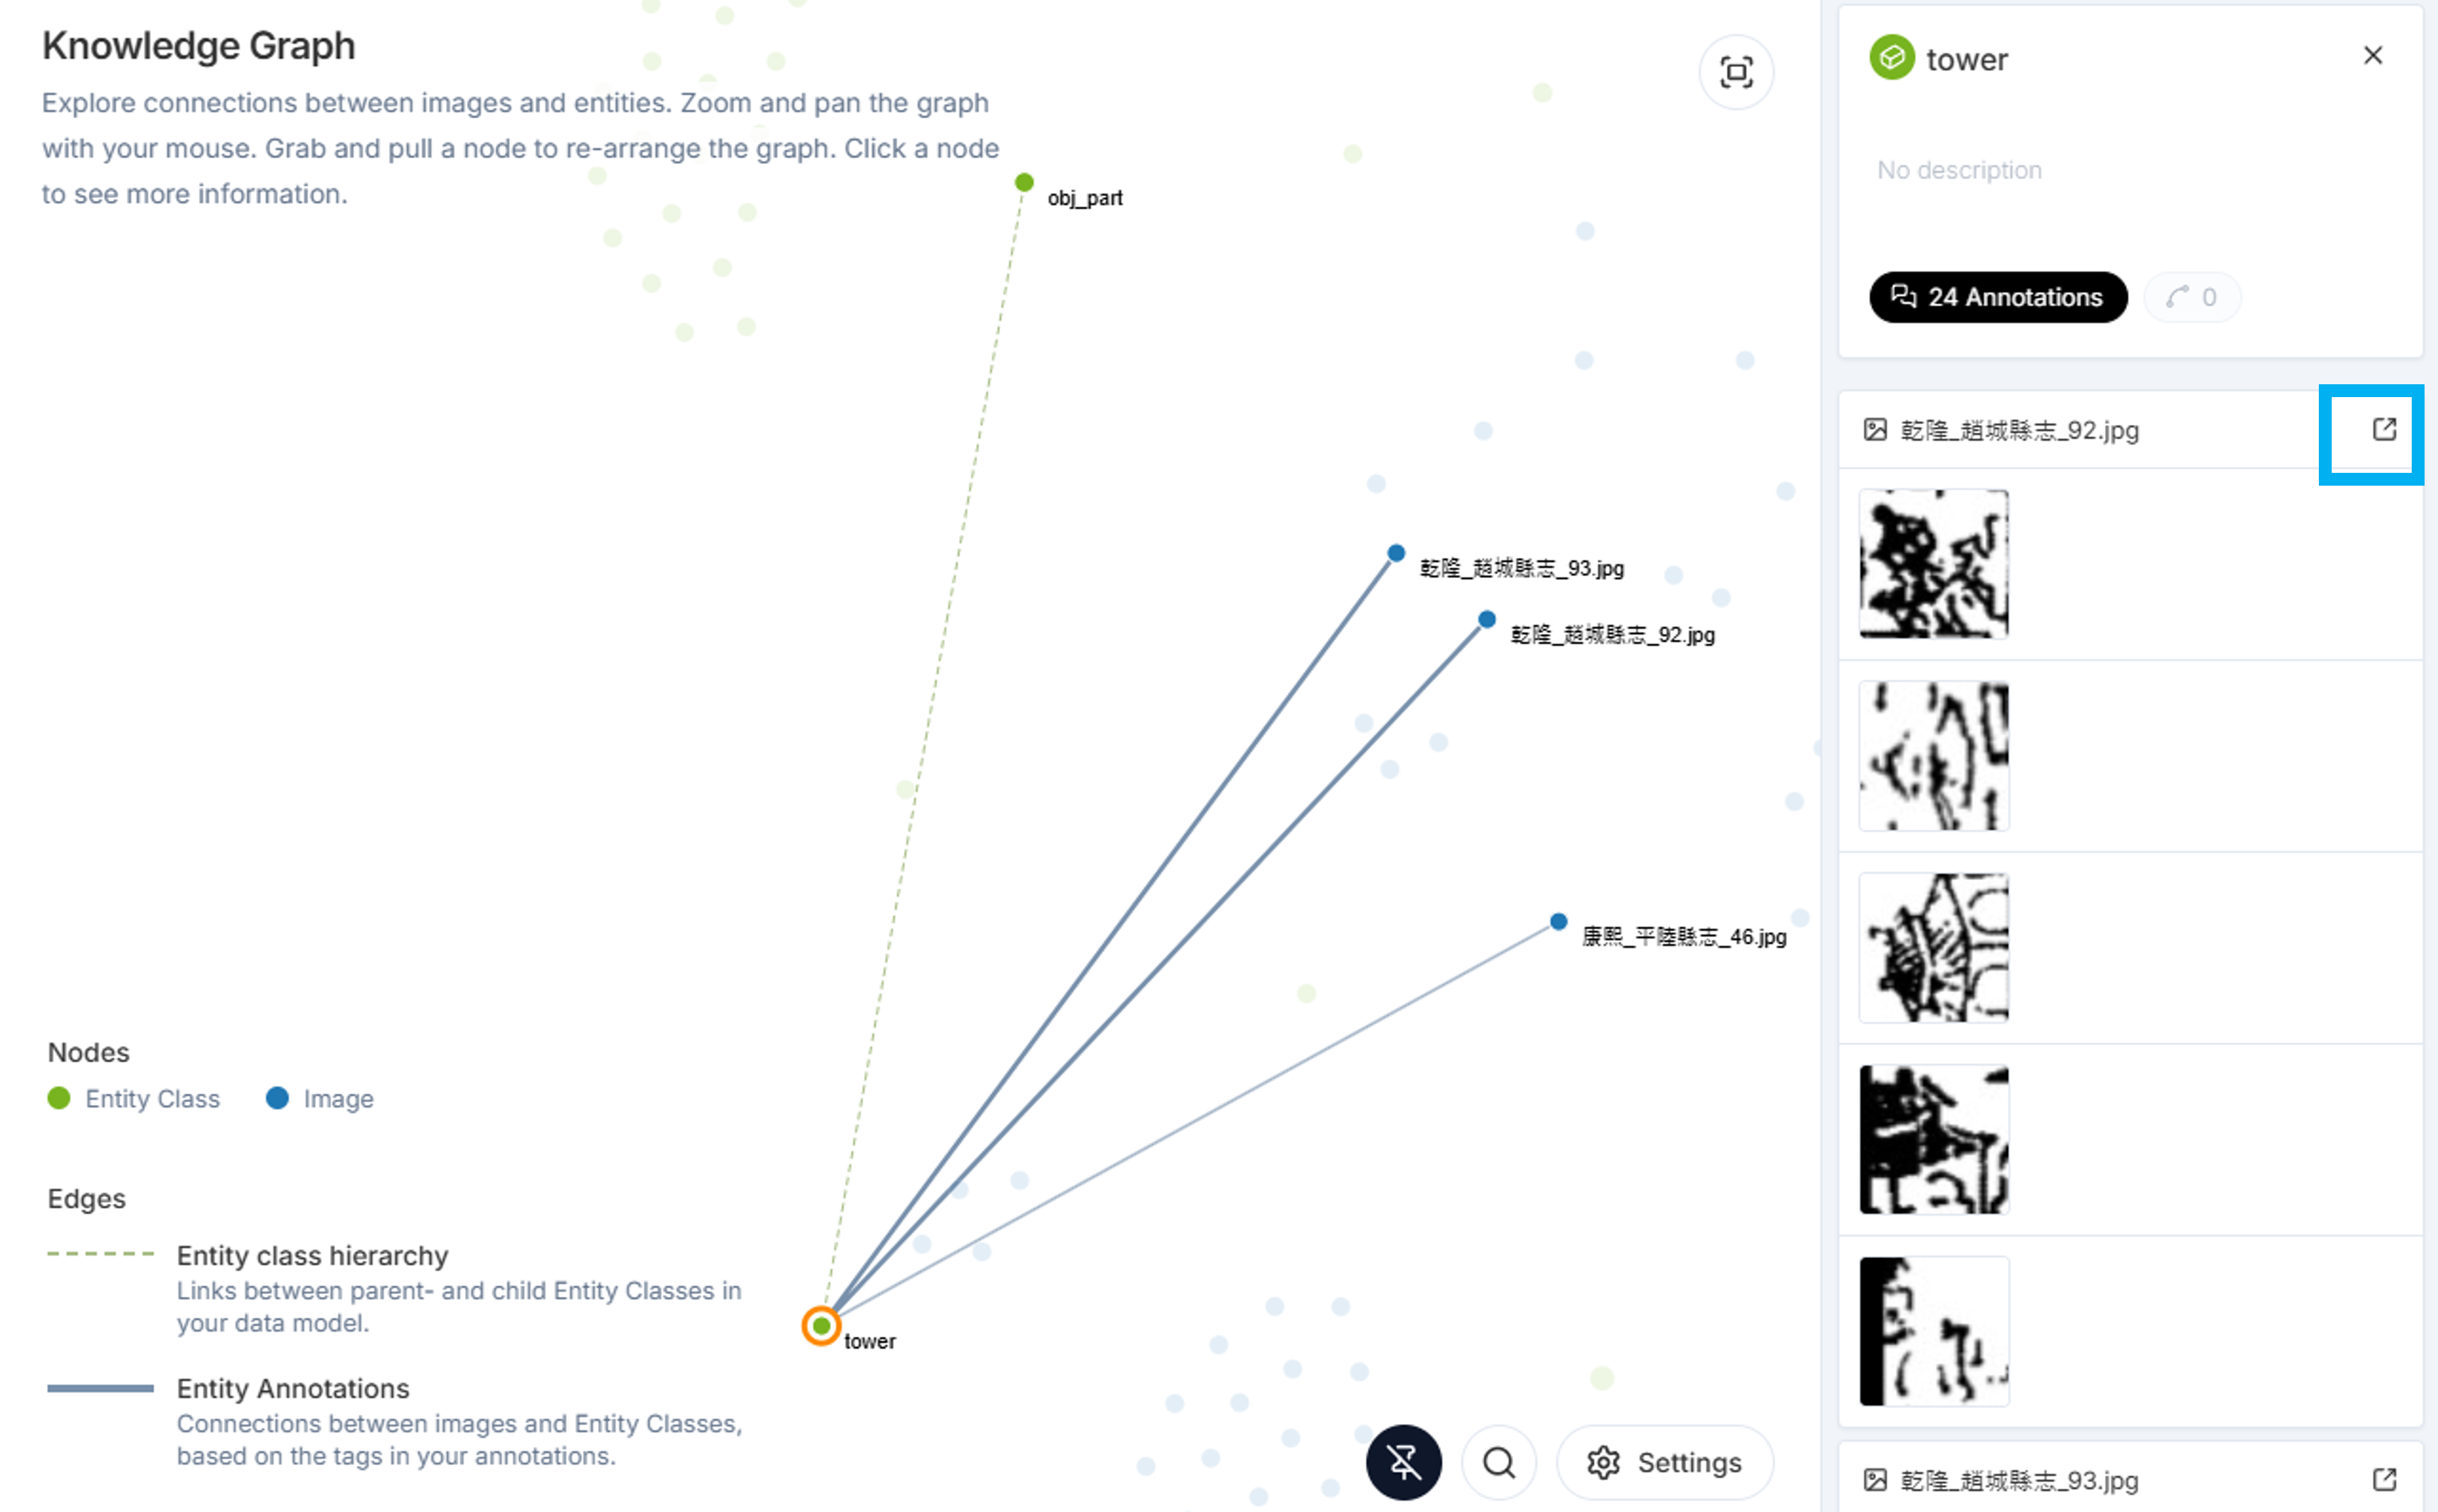 Knowledge Graph
Explore connections between images and entities. Zoom and pan the graph
with your mouse. Grab and pull a node to re-arrange the graph. Click a node
to see more information.
obj_part
乾隆_趙城縣志_93.jpg
乾隆_趙城縣志_92.jpg
康熙_平陸縣志_46.jpg
tower
Nodes
Entity Class
Image
Edges
Entity class hierarchy
Links between parent- and child Entity Classes in
your data model.
Entity Annotations
Connections between images and Entity Classes,
based on the tags in your annotations.
Settings
tower
No description
24 Annotations
0
乾隆_趙城縣志_92.jpg
乾隆_趙城縣志_93.jpg